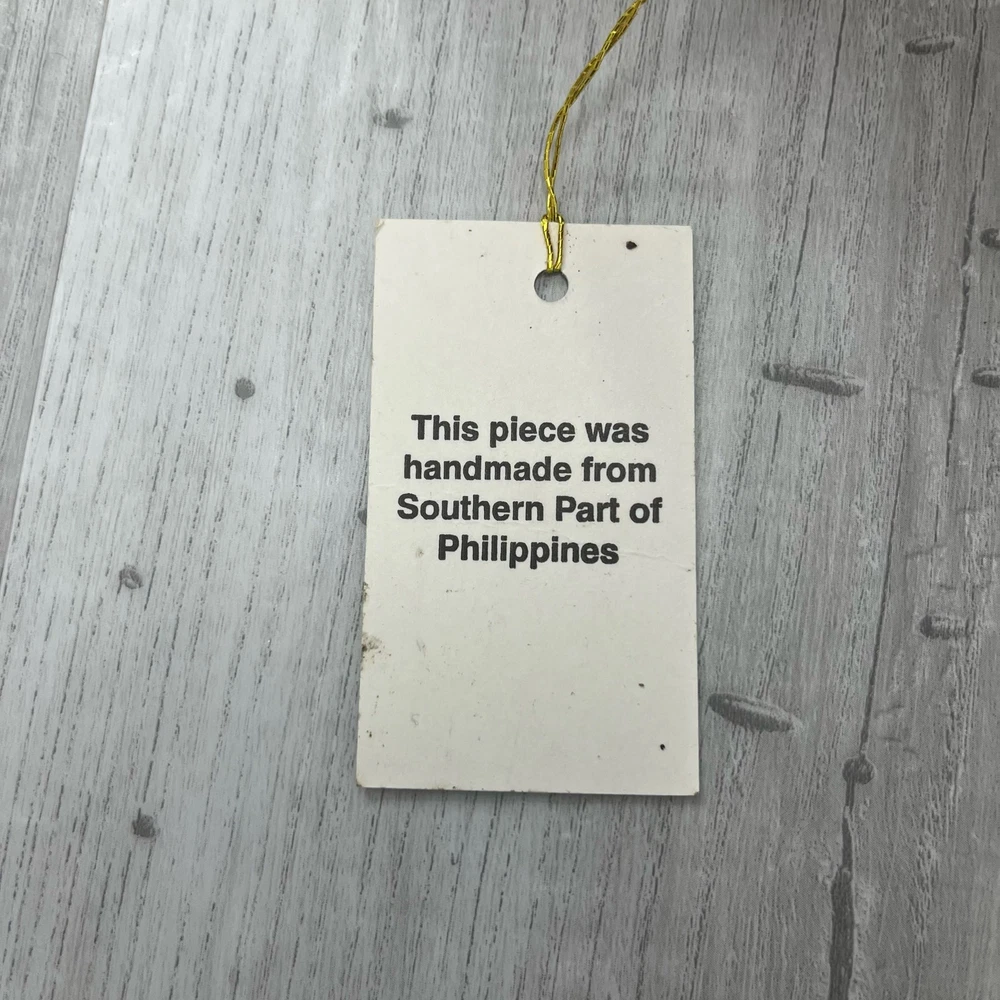 This piece was
handmade from
Southern Part of
Philippines